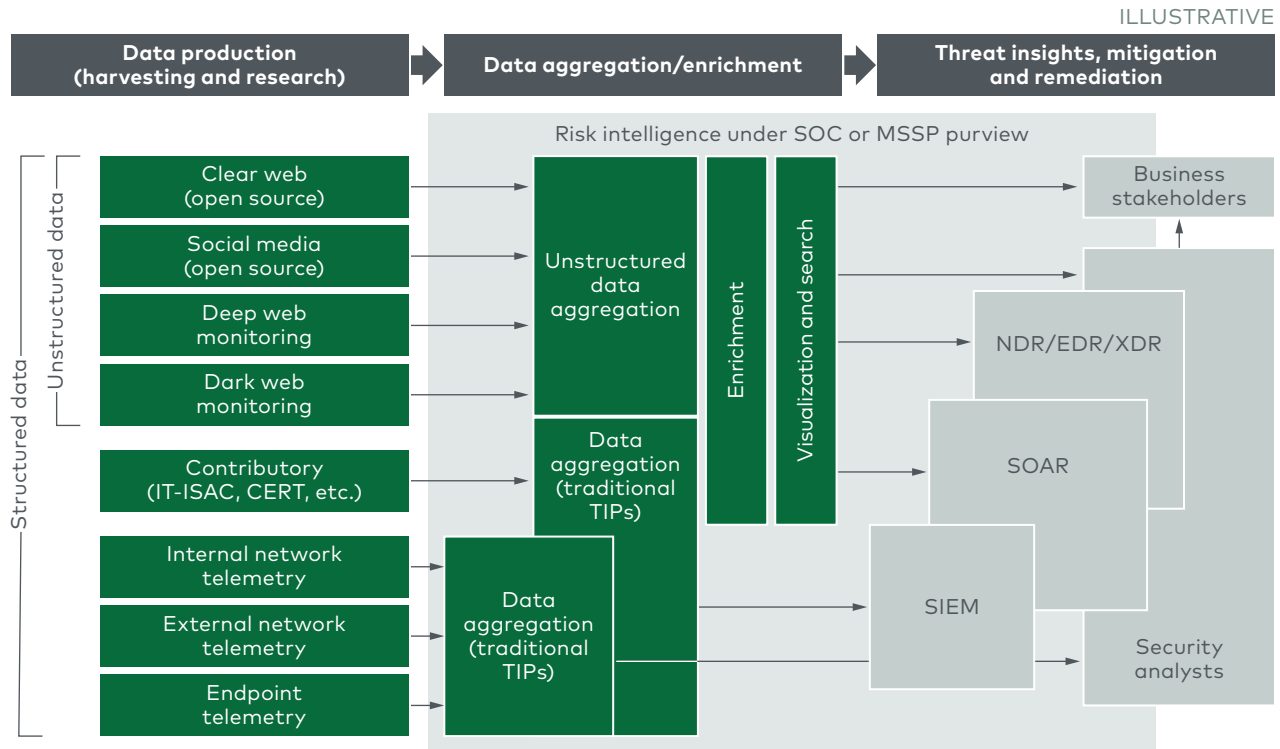 ILLUSTRATIVE
Data production
(harvesting and research)
Data aggregation/enrichment
Threat insights, mitigation
and remediation
Risk intelligence under SOC or MSSP purview
Structured data
Unstructured data
Clear web
(open source)
Social media
(open source)
Deep web
monitoring
Dark web
monitoring
Contributory
(IT-ISAC, CERT, etc.)
Internal network
telemetry
External network
telemetry
Endpoint
telemetry
Unstructured
data
aggregation
Data
aggregation
(traditional
TIPs)
Data
aggregation
(traditional
TIPs)
Enrichment
Visualization and search
Business
stakeholders
NDR/EDR/XDR
SOAR
SIEM
Security
analysts